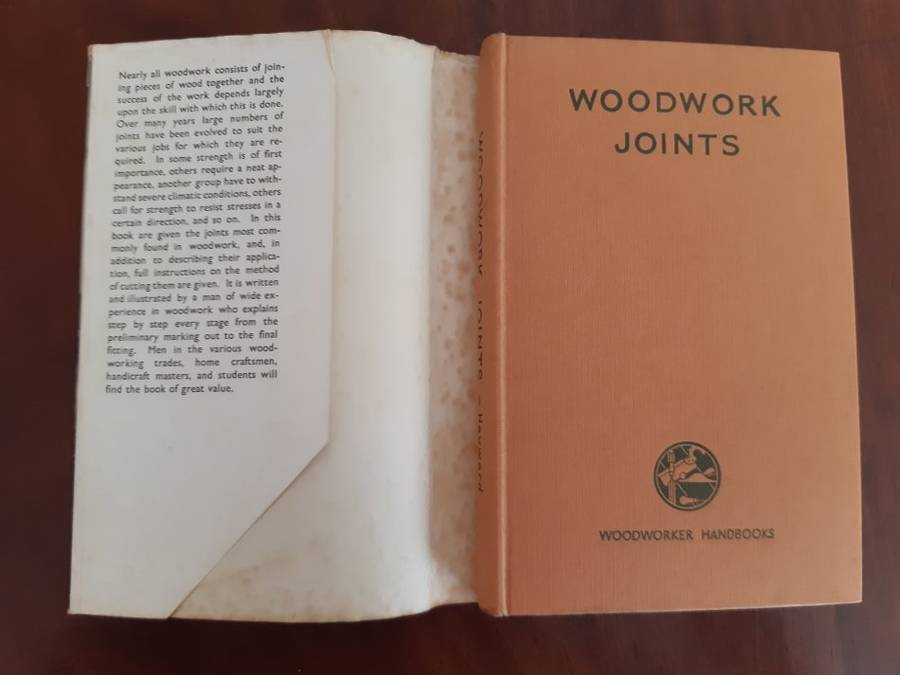 Nearly all woodwork consists of join-
ing pieces of wood together and the
success of the work depends largely
upon the skill with which this is done.
Over many years large numbers of
joints have been evolved to suit the
various jobs for which they are re-
quired. In some strength is of first
importance, others require a neat ap-
pearance, another group have to with-
stand severe climatic conditions, others
call for strength to resist stresses in a
certain direction, and so on. In this
book are given the joints most com-
monly found in woodwork, and, in
addition to describing their applica-
tion, full instructions on the method
of cutting them are given. It is written
and illustrated by a man of wide ex-
perience in woodwork who explains
step by step every stage from the
preliminary marking out to the final
fitting. Men in the various wood-
working trades, home craftsmen,
handicraft masters, and students will
find the book of great value.
WOODWORK JOINTS - Hayward
WOODWORK
JOINTS
WOODWORKER HANDBOOKS